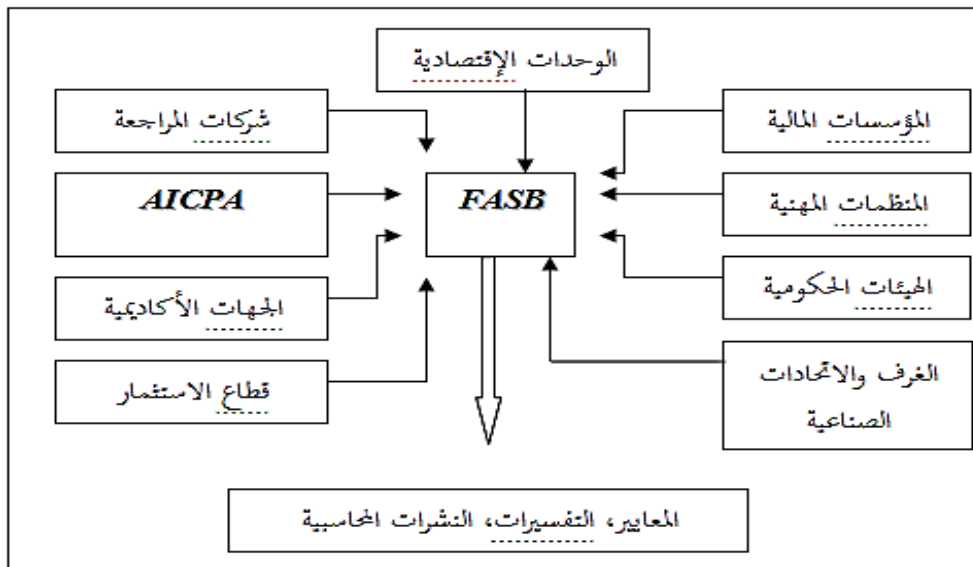 الوحدات الإقتصادية
المؤسسات المالية
شركات المراجعة
المنظمات المهنية
FASB
AICPA
الهيئات الحكومية
الجهات الأكاديمية
الغرف والاتحادات
الصناعية
قطاع الاستثمار
المعايير، التفسيرات، النشرات المحاسبية